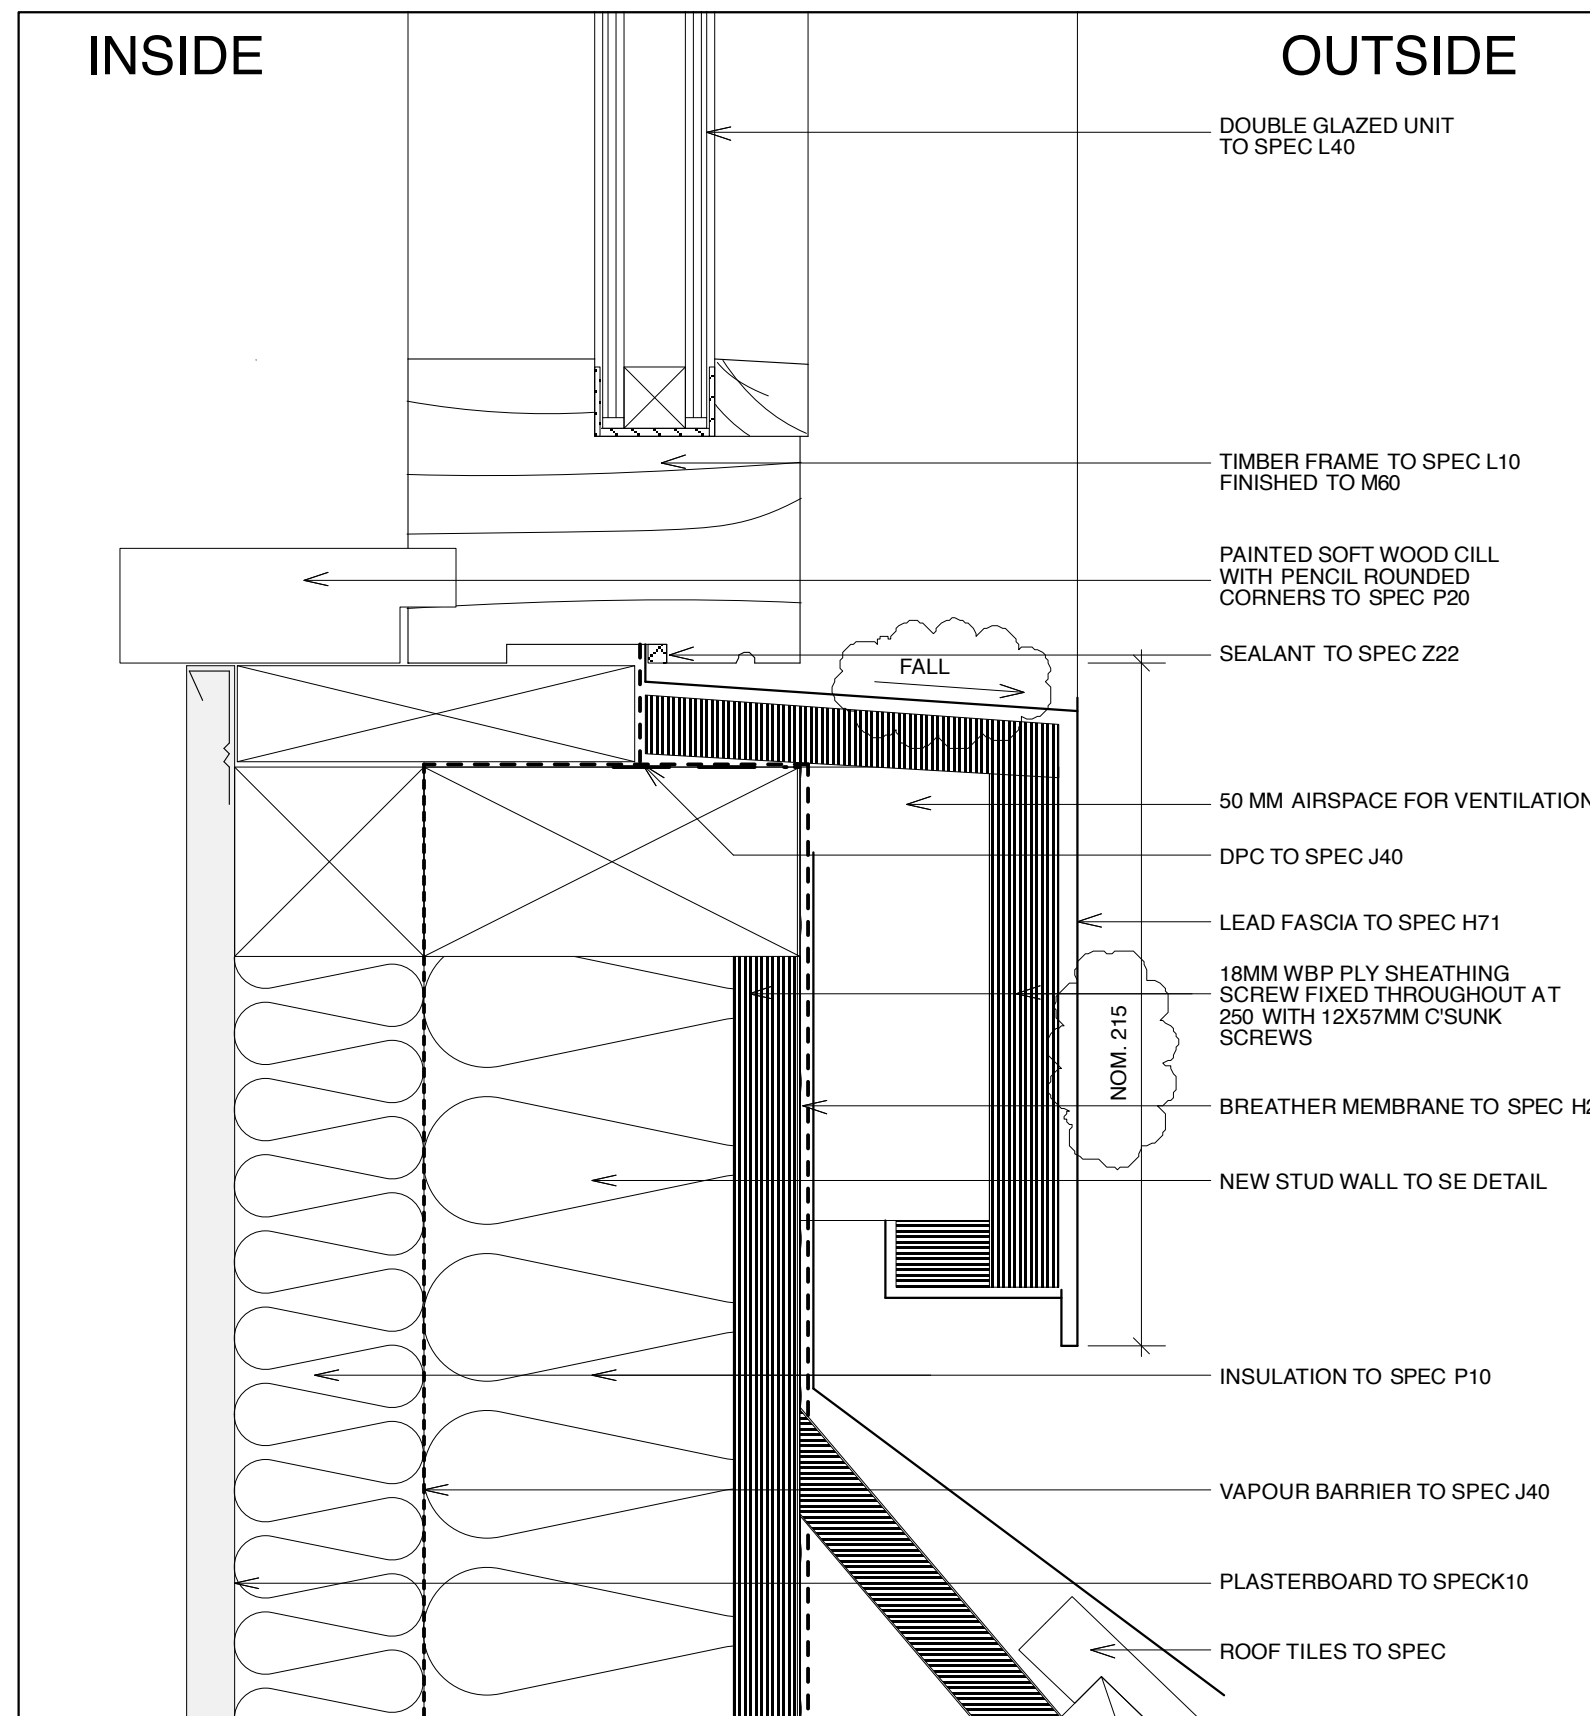 INSIDE
OUTSIDE
DOUBLE GLAZED UNIT
TO SPEC L40
TIMBER FRAME TO SPEC L10
FINISHED TO M60
PAINTED SOFT WOOD CILL
WITH PENCIL ROUNDED
CORNERS TO SPEC P20
SEALANT TO SPEC Z22
FALL
50 MM AIRSPACE FOR VENTILATION
DPC TO SPEC J40
LEAD FASCIA TO SPEC H71
18MM WBP PLY SHEATHING
SCREW FIXED THROUGHOUT AT
250 WITH 12X57MM C'SUNK
SCREWS
NOM. 215
BREATHER MEMBRANE TO SPEC
NEW STUD WALL TO SE DETAIL
INSULATION TO SPEC P10
VAPOUR BARRIER TO SPEC J40
PLASTERBOARD TO SPECK10
ROOF TILES TO SPEC